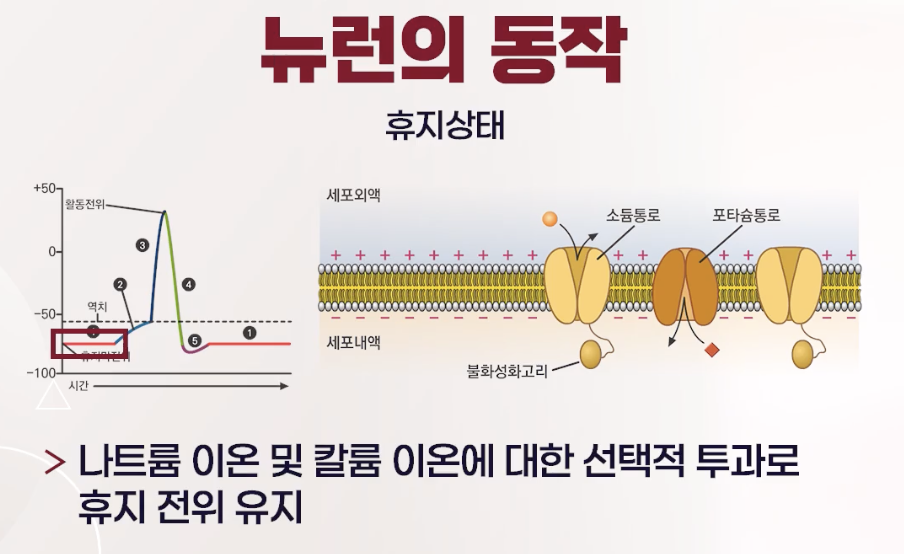 뉴런의 동작
휴지상태
+50
활동전위
0
-50
역치
-100
시간
1
2
3
4
5
1
휴지막전위
세포외액
소듐통로
포타슘통로
+ + + + + + + + + + + + + + +
− − − − − − − − − − − − − − −
세포내액
불화성화고리
> 나트륨 이온 및 칼륨 이온에 대한 선택적 투과로
휴지 전위 유지